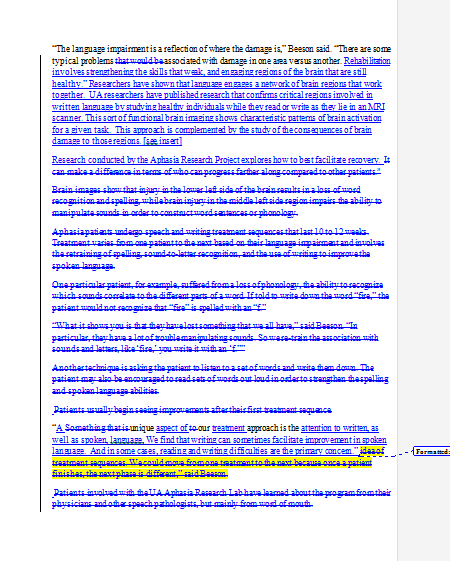 “The language impairment is a reflection of where the damage is,” Beeson said. “There are some
typical problems that would be associated with damage in one area versus another. Rehabilitation
involves strengthening the skills that weak, and engaging regions of the brain that are still
healthy.” Researchers have shown that language engages a network of brain regions that work
together. UA researchers have published research that confirms critical regions involved in
written language by studying healthy individuals while they read or write as they lie in an MRI
scanner. This sort of functional brain imaging shows characteristic patterns of brain activation
for a given task. This approach is complemented by the study of the consequences of brain
damage to those regions. [see insert]
Research conducted by the Aphasia Research Project explores how to best facilitate recovery. It
can make a difference in terms of who can progress farther along compared to other patients."
Brain images show that injury in the lower left side of the brain results in a loss of word
recognition and spelling, while brain injury in the middle left side region impairs the ability to
manipulate sounds in order to construct word sentences or phonology.
Aphasia patients undergo speech and writing treatment sequences that last 10 to 12 weeks.
Treatment varies from one patient to the next based on their language impairment and involves
the retraining of spelling, sound-to-letter recognition, and the use of writing to improve the
spoken language.
One particular patient, for example, suffered from a loss of phonology, the ability to recognize
which sounds correlate to the different parts of a word. If told to write down the word “fire,” the
patient would not recognize that “fire” is spelled with an “f.”
“What it shows you is that they have lost something that we all have,” said Beeson. “In
particular, they have a lot of trouble manipulating sounds. So we re-train the association with
sounds and letters, like ‘fire,’ you write it with an ‘f.’”
Another technique is asking the patient to listen to a set of words and write them down. The
patient may also be encouraged to read sets of words out loud in order to strengthen the spelling
and spoken language abilities.
Patients usually begin seeing improvements after their first treatment sequence.
“A Something that is unique aspect of to our treatment approach is the attention to written, as
well as spoken, language. We find that writing can sometimes facilitate improvement in spoken
language. And in some cases, reading and writing difficulties are the primary concern.” idea of
treatment sequences. We could move from one treatment to the next because once a patient
finishes, the next phase is different,” said Beeson.
Patients involved with the UA Aphasia Research Lab have learned about the program from their
physicians and other speech pathologists, but mainly from word of mouth.
Formatted: